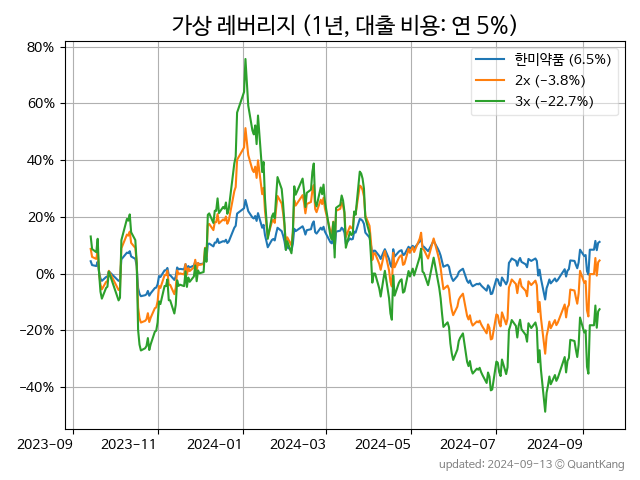 가상 레버리지 (1년, 대출 비용: 연 5%)
한미약품 (6.5%)
2x (−3.8%)
3x (−22.7%)
80%
60%
40%
20%
0%
−20%
−40%
2023-09
2023-11
2024-01
2024-03
2024-05
2024-07
2024-09
updated: 2024-09-13 © QuantKang